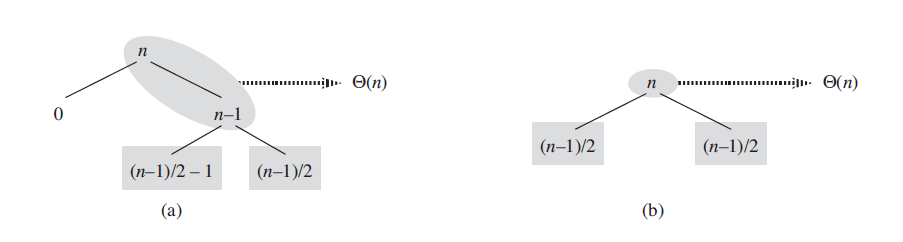 n
Θ(n)
0
n–1
(n–1)/2 – 1
(n–1)/2
(a)
n
Θ(n)
(n–1)/2
(n–1)/2
(b)